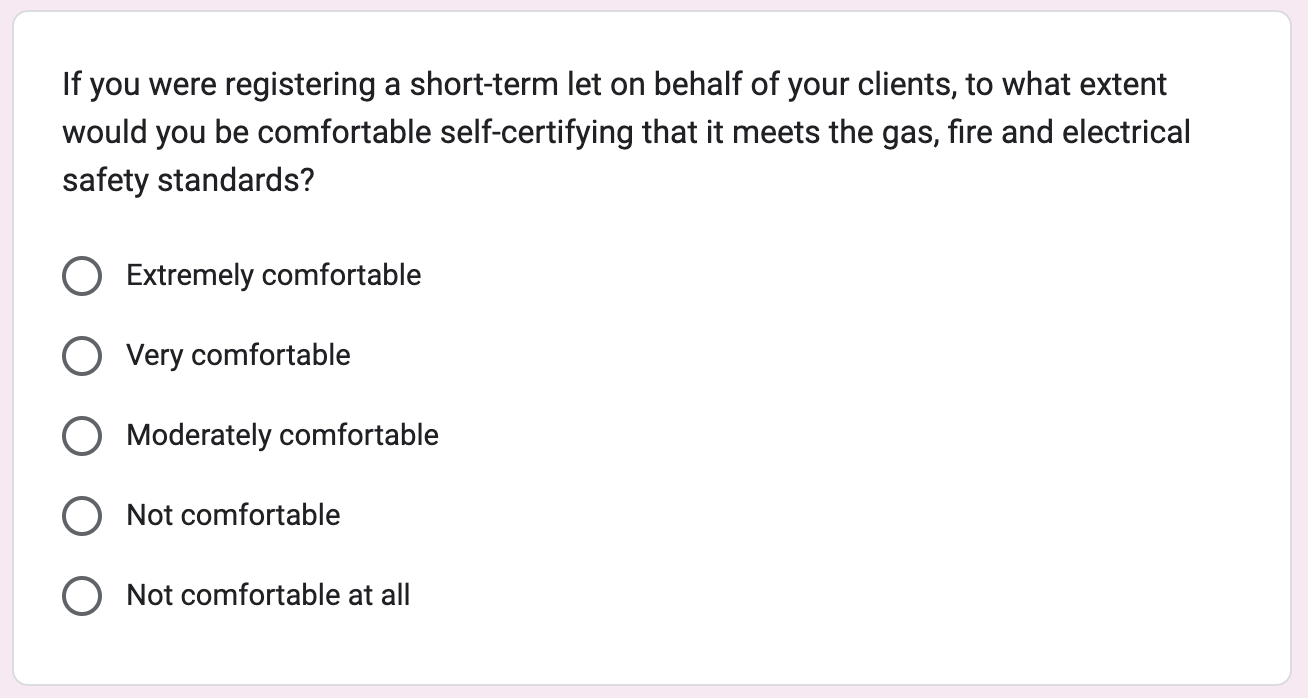 If you were registering a short-term let on behalf of your clients, to what extent
would you be comfortable self-certifying that it meets the gas, fire and electrical
safety standards?
Extremely comfortable
Very comfortable
Moderately comfortable
Not comfortable
Not comfortable at all